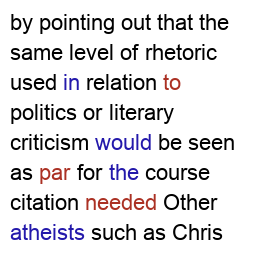 by pointing out that the
same level of rhetoric
used in relation to
politics or literary
criticism would be seen
as par for the course
citation needed Other
atheists such as Chris